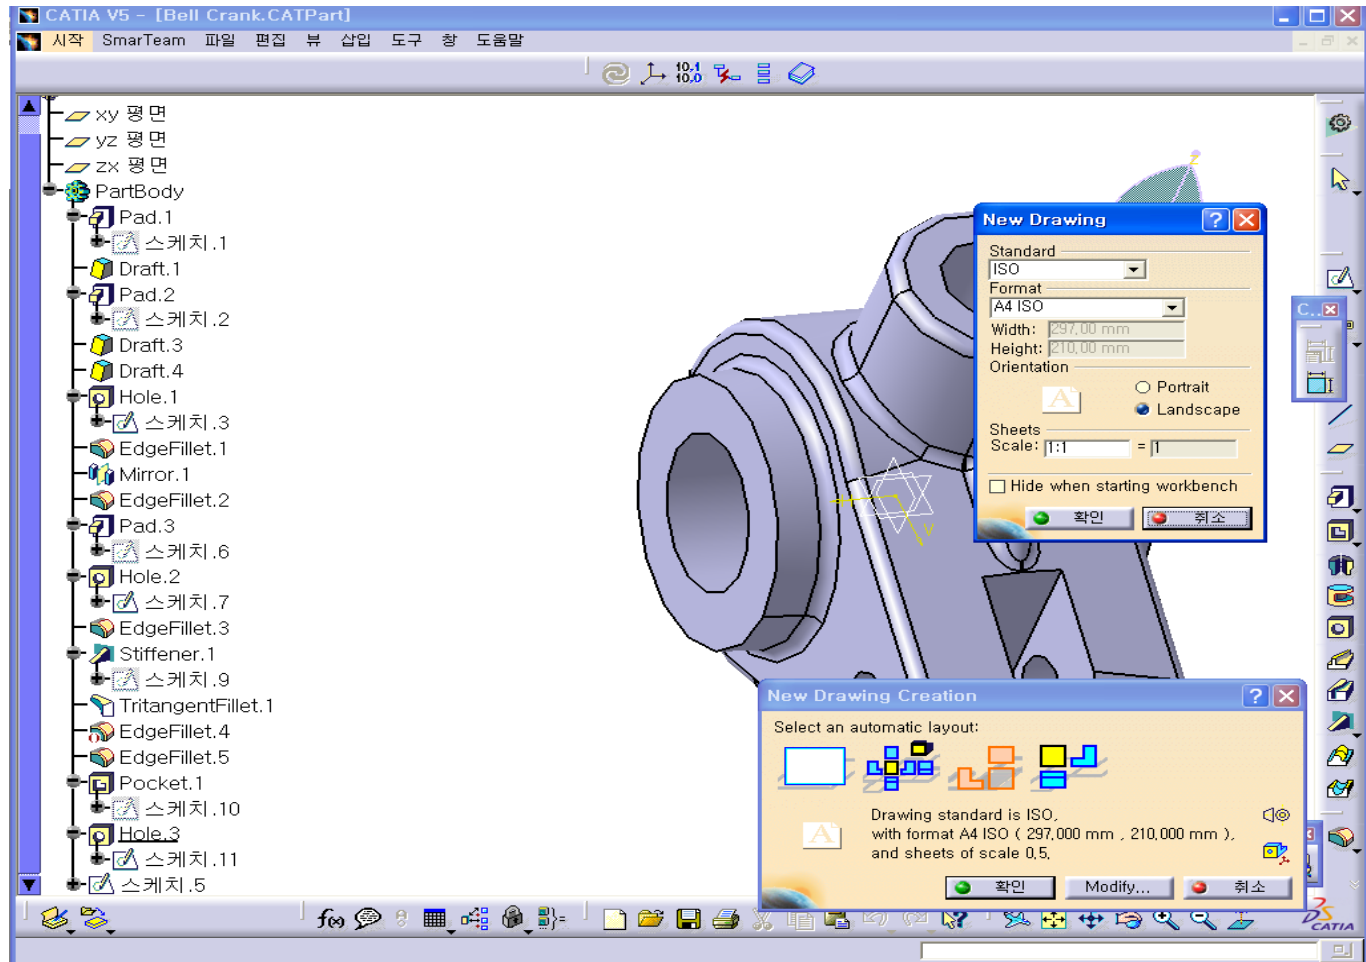 CATIA V5 - [Bell Crank.CATPart]
시작 SmarTeam 파일 편집 뷰 삽입 도구 창 도움말
10.1
10.0
xy 평면
yz 평면
zx 평면
PartBody
Pad.1
스케치.1
Draft.1
Pad.2
스케치.2
Draft.3
Draft.4
Hole.1
스케치.3
EdgeFillet.1
Mirror.1
EdgeFillet.2
Pad.3
스케치.6
Hole.2
스케치.7
EdgeFillet.3
Stiffener.1
스케치.9
TritangentFillet.1
EdgeFillet.4
EdgeFillet.5
Pocket.1
스케치.10
Hole.3
스케치.11
스케치.5
z
y
New Drawing
Standard
ISO
Format
A4 ISO
Width: 297,00 mm
Height: 210,00 mm
Orientation
A
Portrait
Landscape
Sheets
Scale: 1:1 = 1
Hide when starting workbench
확인 취소
C..
New Drawing Creation
Select an automatic layout:
A
Drawing standard is ISO,
with format A4 ISO ( 297,000 mm , 210,000 mm ),
and sheets of scale 0,5,
확인 Modify... 취소
f(x)
CATIA